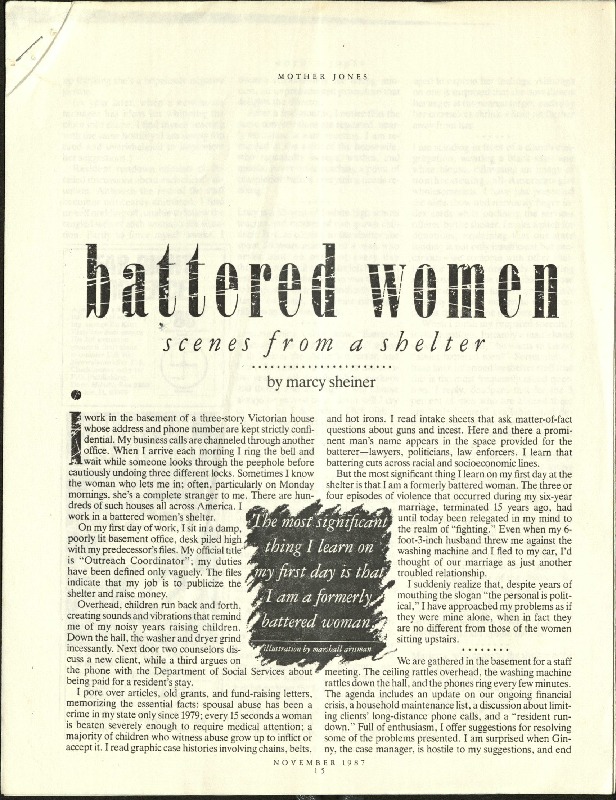 MOTHER JONES
battered women
scenes from a shelter
by marcy sheiner
i work in the basement of a three-story Victorian house
whose address and phone number are kept strictly confi-
dential. My business calls are channeled through another
office. When I arrive each morning I ring the bell and
wait while someone looks through the peephole before
cautiously undoing three different locks. Sometimes I know
the woman who lets me in; often, particularly on Monday
mornings, she's a complete stranger to me. There are hun-
dreds of such houses all across America. I
work in a battered women's shelter.
On my first day of work, I sit in a damp,
poorly lit basement office, desk piled high
with my predecessor's files. My official title
is "Outreach Coordinator"; my duties
have been defined only vaguely. The files
indicate that my job is to publicize the
shelter and raise money.
Overhead, children run back and forth,
creating sounds and vibrations that remind
me of my noisy years raising children.
Down the hall, the washer and dryer grind
incessantly. Next door two counselors dis-
cuss a new client, while a third argues on
the phone with the Department of Social Services about
being paid for a resident's stay.
I pore over articles, old grants, and fund-raising letters,
memorizing the essential facts: spousal abuse has been a
crime in my state only since 1979; every 15 seconds a woman
is beaten severely enough to require medical attention; a
majority of children who witness abuse grow up to inflict or
accept it. I read graphic case histories involving chains, belts,
The most significant
thing I learn on
my first day is that
I am a formerly
battered woman.
illustration by marshall arisman
and hot irons. I read intake sheets that ask matter-of-fact
questions about guns and incest. Here and there a promi-
nent man's name appears in the space provided for the
batterer—lawyers, politicians, law enforcers. I learn that
battering cuts across racial and socioeconomic lines.
But the most significant thing I learn on my first day at the
shelter is that I am a formerly battered woman. The three or
four episodes of violence that occurred during my six-year
marriage, terminated 15 years ago, had
until today been relegated in my mind to
the realm of "fighting." Even when my 6-
foot-3-inch husband threw me against the
washing machine and I fled to my car, I'd
thought of our marriage as just another
troubled relationship.
I suddenly realize that, despite years of
mouthing the slogan "the personal is polit-
ical," I have approached my problems as if
they were mine alone, when in fact they
are no different from those of the women
sitting upstairs.
We are gathered in the basement for a staff
meeting. The ceiling rattles overhead, the washing machine
rattles down the hall, and the phones ring every few minutes.
The agenda includes an update on our ongoing financial
crisis, a household maintenance list, a discussion about limit-
ing clients' long-distance phone calls, and a "resident run-
down." Full of enthusiasm, I offer suggestions for resolving
some of the problems presented. I am surprised when Gin-
ny, the case manager, is hostile to my suggestions, and end
NOVEMBER 1987
15